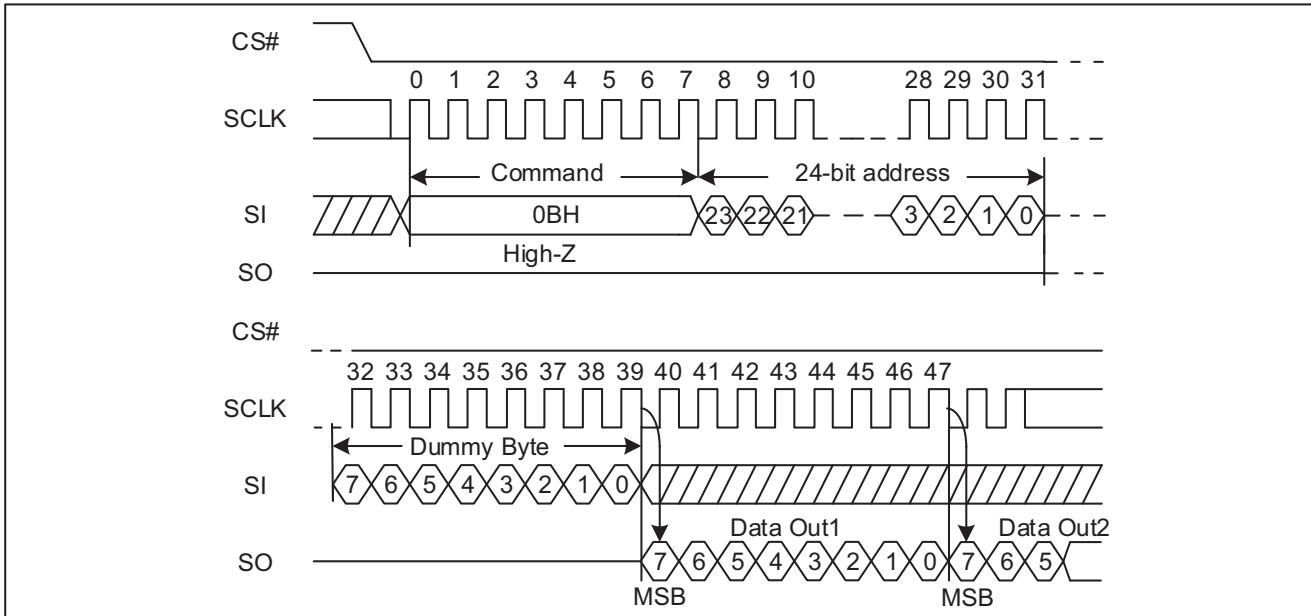 CS#
0 1 2 3 4 5 6 7 8 9 10 28 29 30 31
SCLK
Command 24-bit address
SI 0BH 23 22 21 3 2 1 0
High-Z
SO
CS#
32 33 34 35 36 37 38 39 40 41 42 43 44 45 46 47
SCLK
Dummy Byte
SI 7 6 5 4 3 2 1 0
Data Out1 Data Out2
SO 7 6 5 4 3 2 1 0 7 6 5
MSB MSB